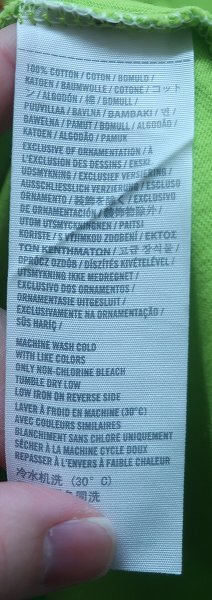 100% COTTON / COTON / BOMULD /
KATOEN / BAUMWOLLE / COTONE / コット
ン / ALGODÓN / 棉 / BOMULL /
PUUVILLAA / BAVLNA / ΒΑΜΒΑΚΙ / 면 /
BAWEŁNA / PAMUT / BOMULL / ALGODÃO /
KATOEN / ALGODÃO / PAMUK
EXCLUSIVE OF ORNAMENTATION / À
L'EXCLUSION DES DESSINS / EKSKL
UDSMYKNING / EXCLUSIEF VERSIERING /
AUSSCHLIESSLICH VERZIERUNG / ESCLUSO
ORNAMENTO / 装飾を除く / EXCLUSIVO
DE ORNAMENTACIÓN / 装饰物除外 /
UTOM UTSMYCKNINGEN / PAITSI
KORISTE / S VÝJIMKOU ZDOBENÍ / ΕΚΤΟΣ
ΤΩΝ ΚΕΝΤΗΜΑΤΩΝ / 고급 장식물 /
OPRÓCZ OZDÓB / DÍSZÍTÉS KIVÉTELÉVEL /
UTSMYKNING IKKE MEDREGNET /
EXCLUSIVO DOS ORNAMENTOS /
ORNAMENTASIE UITGESLUIT /
EXCLUSIVAMENTE NA ORNAMENTAÇÃO /
SÜS HARİÇ /
MACHINE WASH COLD
WITH LIKE COLORS
ONLY NON-CHLORINE BLEACH
TUMBLE DRY LOW
LOW IRON ON REVERSE SIDE
LAVER À FROID EN MACHINE (30°C)
AVEC COULEURS SIMILAIRES
BLANCHIMENT SANS CHLORE UNIQUEMENT
SÉCHER À LA MACHINE CYCLE DOUX
REPASSER À L'ENVERS À FAIBLE CHALEUR
冷水机洗 (30°C)